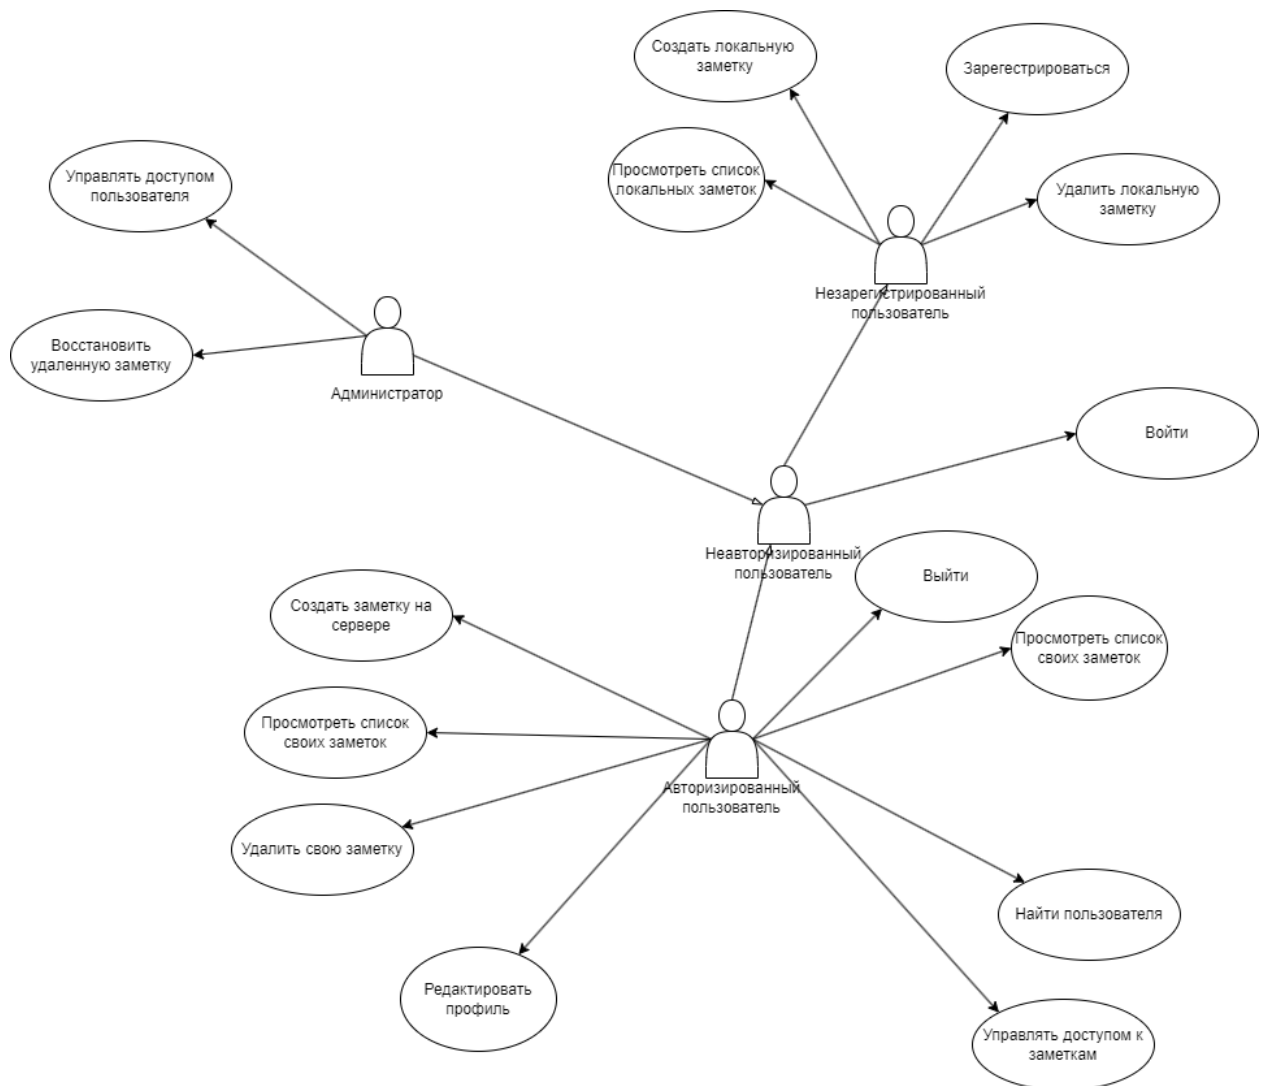 Создать локальную
заметку
Зарегестрироваться
Просмотреть список
локальных заметок
Удалить локальную
заметку
Управлять доступом
пользователя
Незарегистрированный
пользователь
Восстановить
удаленную заметку
Администратор
Войти
Неавторизированный
пользователь
Выйти
Создать заметку на
сервере
Просмотреть список
своих заметок
Просмотреть список
своих заметок
Авторизированный
пользователь
Удалить свою заметку
Найти пользователя
Редактировать
профиль
Управлять доступом к
заметкам